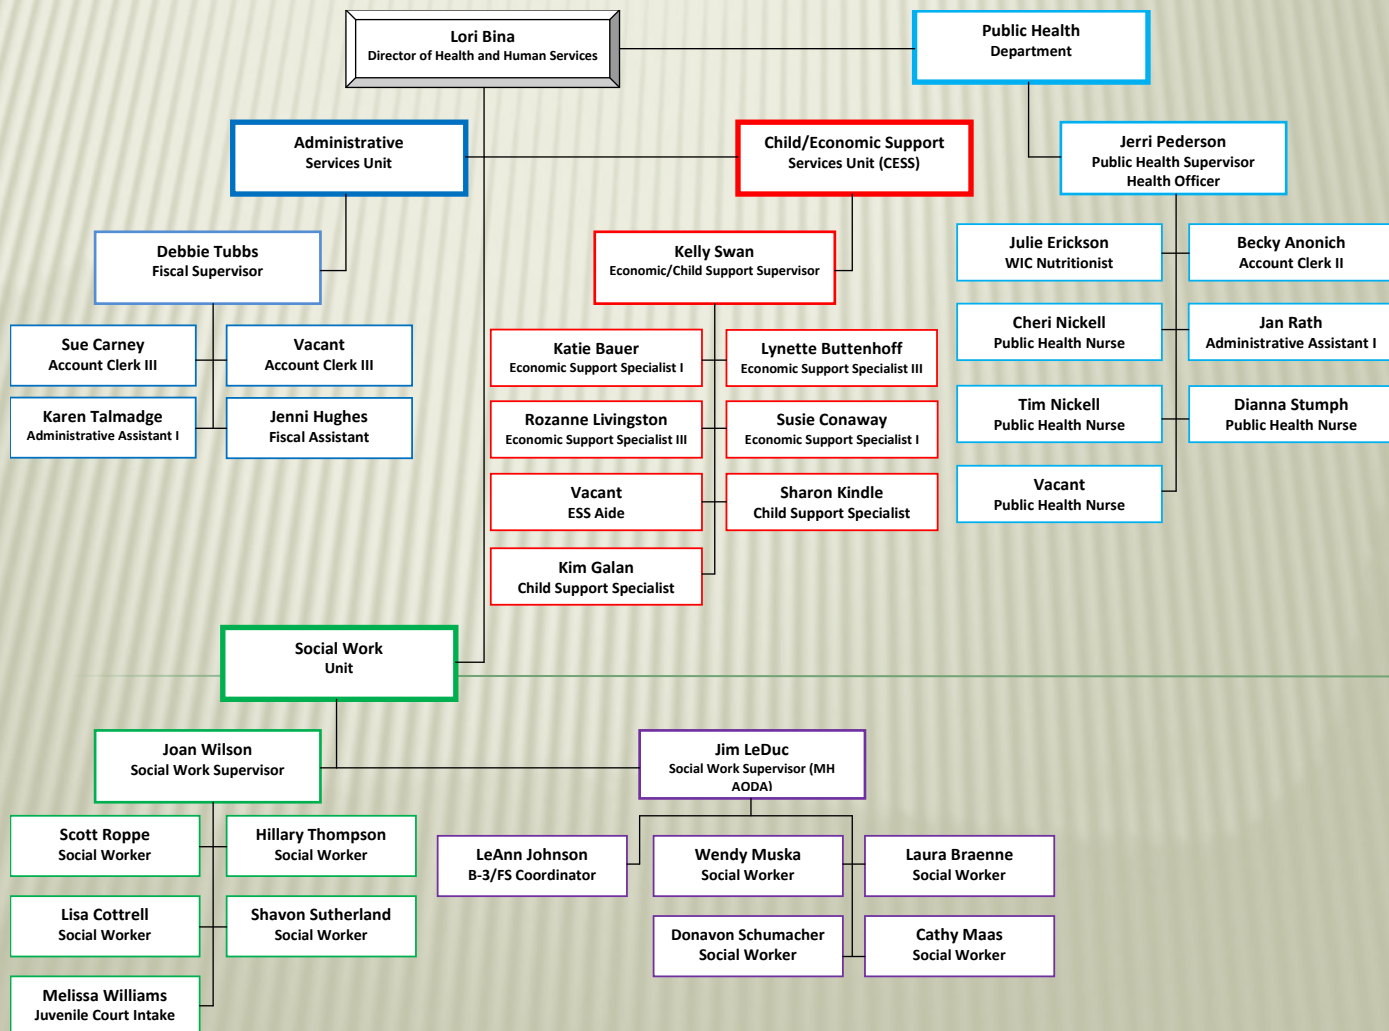 Lori Bina
Director of Health and Human Services
Public Health
Department
Administrative
Services Unit
Child/Economic Support
Services Unit (CESS)
Jerri Pederson
Public Health Supervisor
Health Officer
Debbie Tubbs
Fiscal Supervisor
Kelly Swan
Economic/Child Support Supervisor
Julie Erickson
WIC Nutritionist
Becky Anonich
Account Clerk II
Sue Carney
Account Clerk III
Vacant
Account Clerk III
Karen Talmadge
Administrative Assistant I
Jenni Hughes
Fiscal Assistant
Katie Bauer
Economic Support Specialist I
Lynette Buttenhoff
Economic Support Specialist III
Rozanne Livingston
Economic Support Specialist III
Susie Conaway
Economic Support Specialist I
Vacant
ESS Aide
Sharon Kindle
Child Support Specialist
Kim Galan
Child Support Specialist
Cheri Nickell
Public Health Nurse
Jan Rath
Administrative Assistant I
Tim Nickell
Public Health Nurse
Dianna Stumph
Public Health Nurse
Vacant
Public Health Nurse
Social Work
Unit
Joan Wilson
Social Work Supervisor
Jim LeDuc
Social Work Supervisor (MH
AODA)
Scott Roppe
Social Worker
Hillary Thompson
Social Worker
Lisa Cottrell
Social Worker
Shavon Sutherland
Social Worker
Melissa Williams
Juvenile Court Intake
LeAnn Johnson
B-3/FS Coordinator
Wendy Muska
Social Worker
Laura Braenne
Social Worker
Donavon Schumacher
Social Worker
Cathy Maas
Social Worker